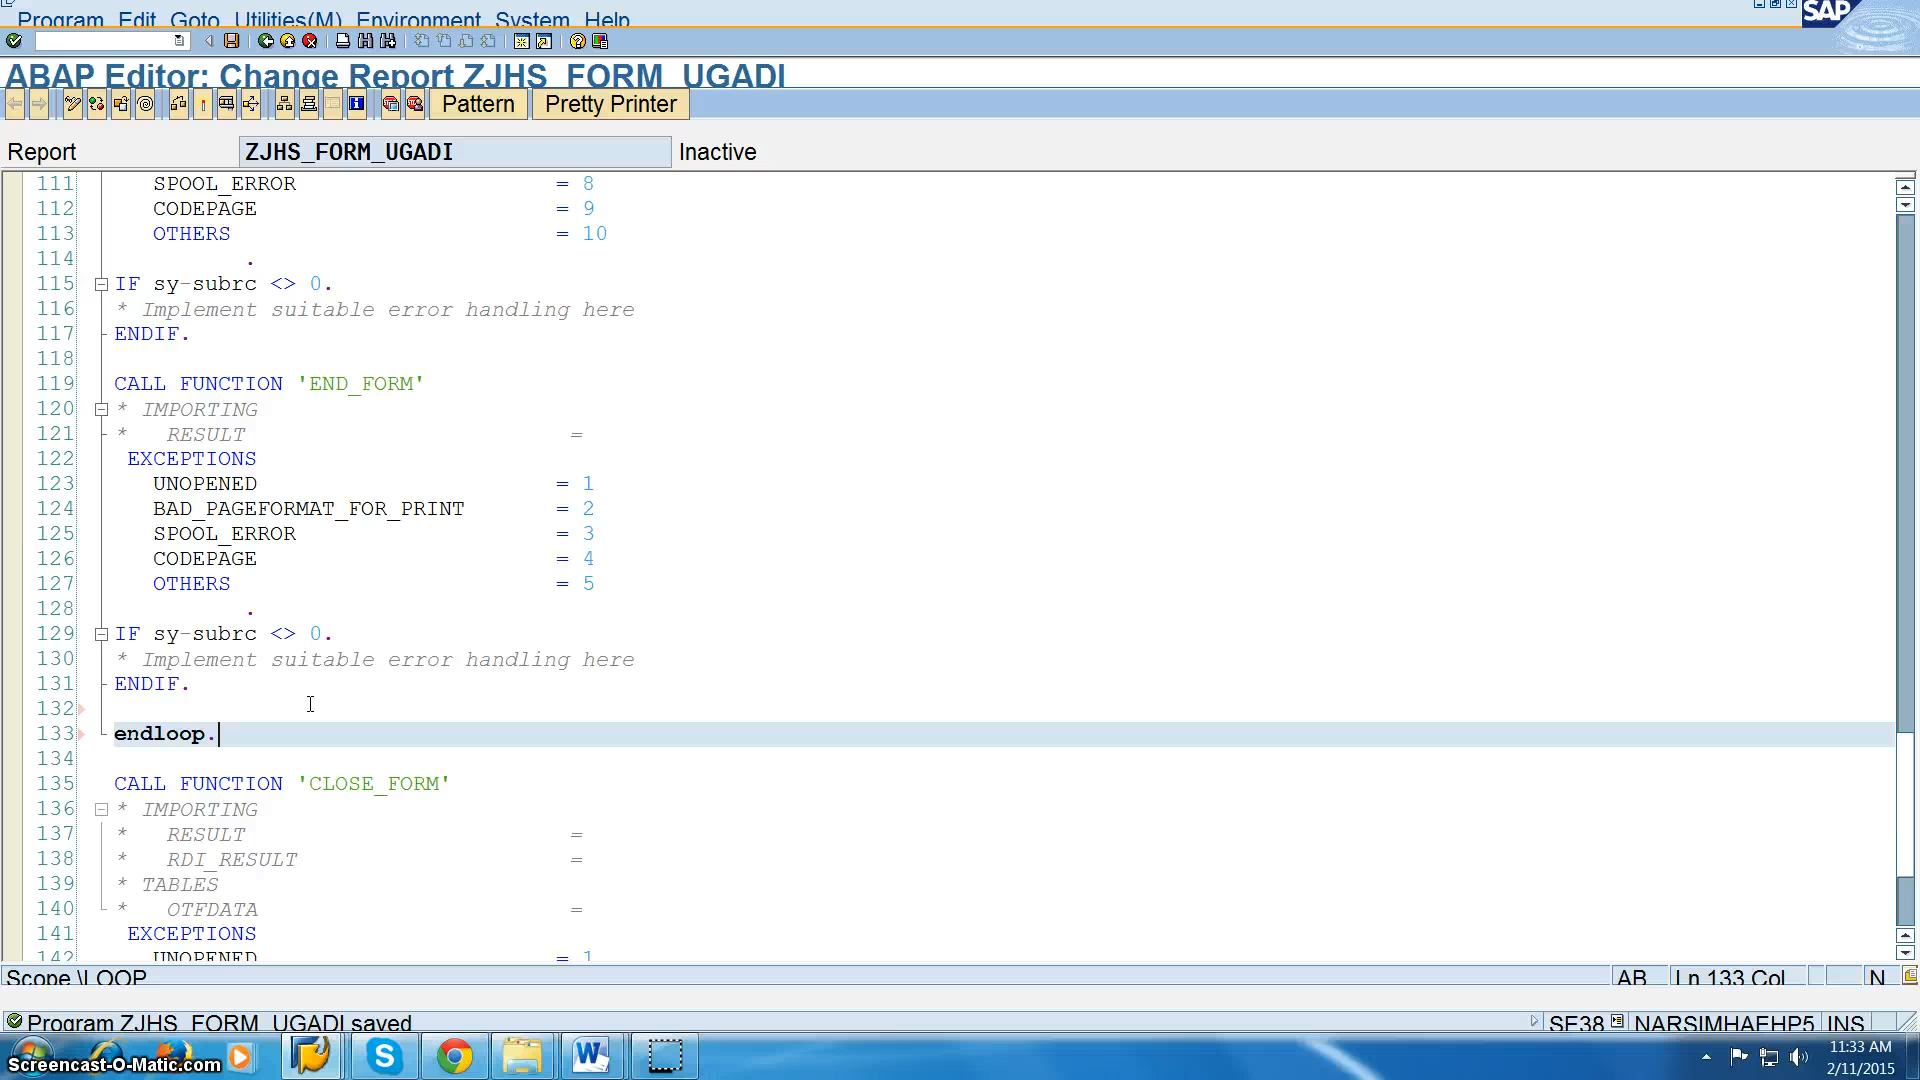 Program Edit Goto Utilities(M) Environment System Help
SAP
ABAP Editor: Change Report ZJHS_FORM_UGADI
Pattern Pretty Printer
Report ZJHS_FORM_UGADI Inactive
111 SPOOL_ERROR = 8
112 CODEPAGE = 9
113 OTHERS = 10
114 .
115 IF sy-subrc <> 0.
116 * Implement suitable error handling here
117 ENDIF.
118
119 CALL FUNCTION 'END_FORM'
120 * IMPORTING
121 * RESULT =
122 EXCEPTIONS
123 UNOPENED = 1
124 BAD_PAGEFORMAT_FOR_PRINT = 2
125 SPOOL_ERROR = 3
126 CODEPAGE = 4
127 OTHERS = 5
128 .
129 IF sy-subrc <> 0.
130 * Implement suitable error handling here
131 ENDIF.
132
133 endloop.
134
135 CALL FUNCTION 'CLOSE_FORM'
136 * IMPORTING
137 * RESULT =
138 * RDI_RESULT =
139 * TABLES
140 * OTFDATA =
141 EXCEPTIONS
142 UNOPENED = 1
Scope \LOOP AB Ln 133 Col N
Program ZJHS_FORM_UGADI saved SE38 NARSIMHAEHP5 INS
Screencast-O-Matic.com
11:33 AM
2/11/2015